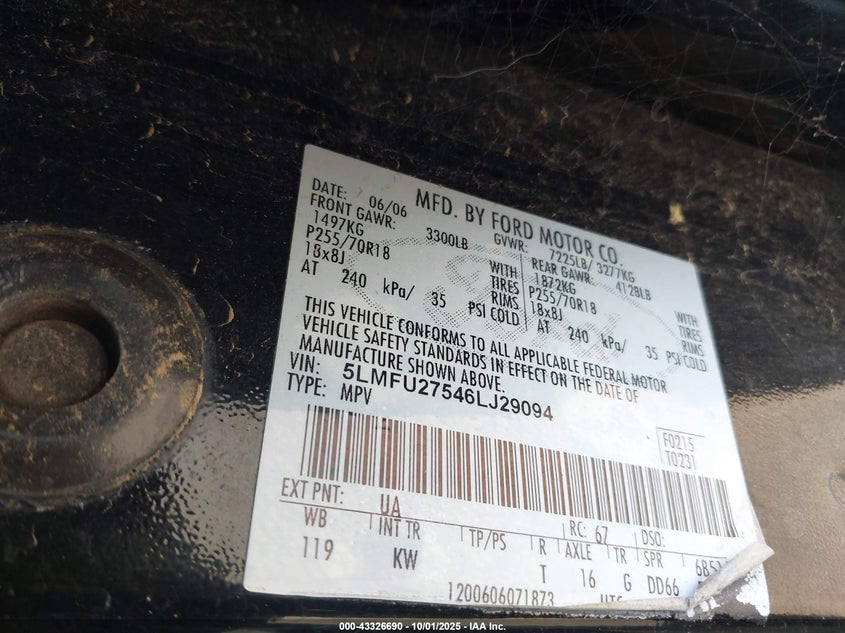 MFD. BY FORD MOTOR CO.
DATE: 06/06 GVWR: 7225LB/ 3277KG
FRONT GAWR: 3300LB REAR GAWR: 4128LB
1497KG WITH 1872KG WITH
P255/70R18 TIRES P255/70R18 TIRES
18x8J RIMS 18x8J RIMS
AT 240 kPa/ 35 PSI COLD AT 240 kPa/ 35 PSI COLD
THIS VEHICLE CONFORMS TO ALL APPLICABLE FEDERAL MOTOR
VEHICLE SAFETY STANDARDS IN EFFECT ON THE DATE OF
MANUFACTURE SHOWN ABOVE.
VIN: 5LMFU27546LJ29094
TYPE: MPV
F0215
T0231
EXT PNT: UA RC: 67 DSO:
WB INT TR TP/PS R AXLE TR SPR
119 KW T 16 G DD66
1200606071873
000-43326690 - 10/01/2025 - IAA Inc.